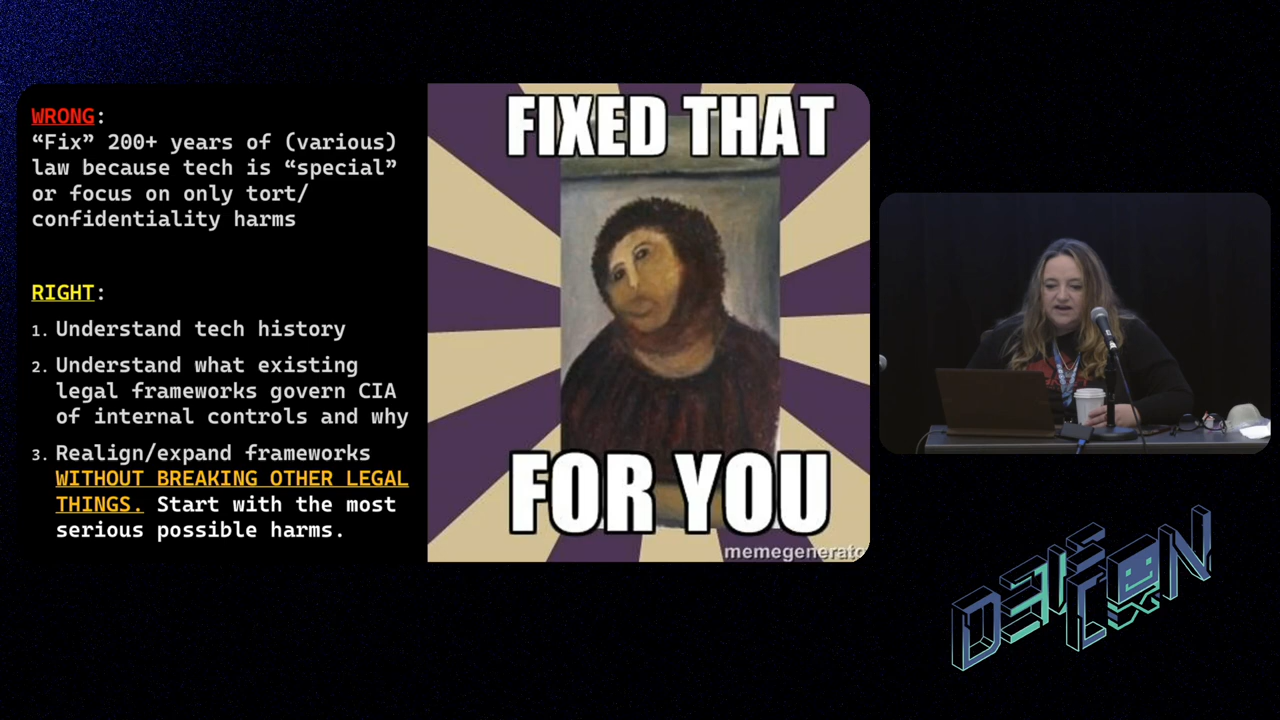 WRONG:
“Fix” 200+ years of (various)
law because tech is “special”
or focus on only tort/
confidentiality harms
RIGHT:
1. Understand tech history
2. Understand what existing
legal frameworks govern CIA
of internal controls and why
3. Realign/expand frameworks
WITHOUT BREAKING OTHER LEGAL
THINGS. Start with the most
serious possible harms.
FIXED THAT
FOR YOU
memegenerato
DEF
CON